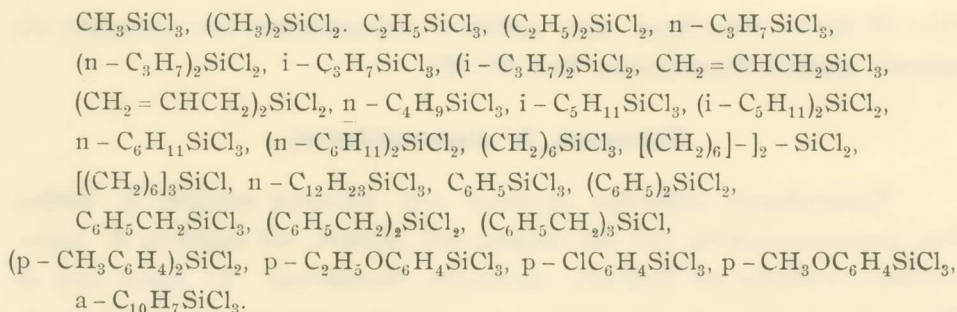 CH₃SiCl₃, (CH₃)₂SiCl₂. C₂H₅SiCl₃, (C₂H₅)₂SiCl₂, n – C₃H₇SiCl₃,
(n – C₃H₇)₂SiCl₂, i – C₃H₇SiCl₃, (i – C₃H₇)₂SiCl₂, CH₂ = CHCH₂SiCl₃,
(CH₂ = CHCH₂)₂SiCl₂, n – C₄H₉SiCl₃, i – C₅H₁₁SiCl₃, (i – C₅H₁₁)₂SiCl₂,
n – C₆H₁₁SiCl₃, (n – C₆H₁₁)₂SiCl₂, (CH₂)₆SiCl₃, [(CH₂)₆]-]₂ – SiCl₂,
[(CH₂)₆]₃SiCl, n – C₁₂H₂₃SiCl₃, C₆H₅SiCl₃, (C₆H₅)₂SiCl₂,
C₆H₅CH₂SiCl₃, (C₆H₅CH₂)₂SiCl₂, (C₆H₅CH₂)₃SiCl,
(p – CH₃C₆H₄)₂SiCl₂, p – C₂H₅OC₆H₄SiCl₃, p – ClC₆H₄SiCl₃, p – CH₃OC₆H₄SiCl₃,
a – C₁₀H₇SiCl₃.